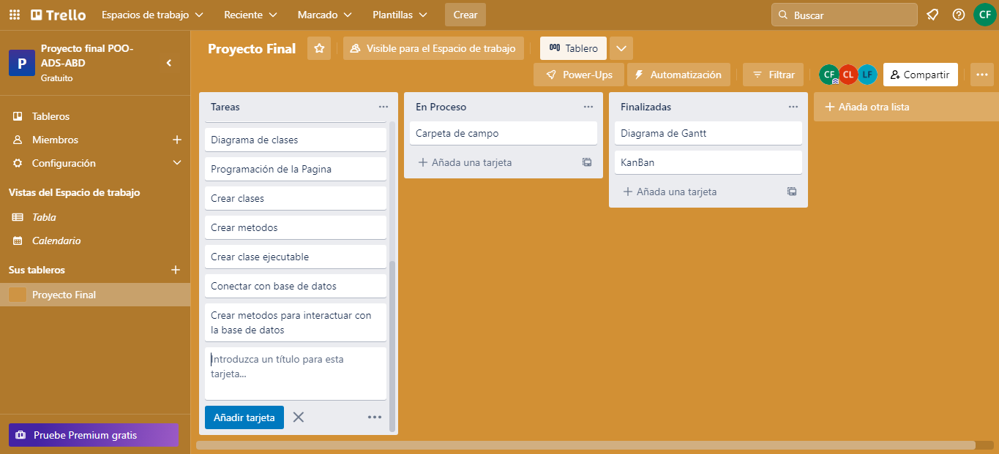 Trello
Espacios de trabajo
Reciente
Marcado
Plantillas
Crear
Buscar
CF
P
Proyecto final POO-
ADS-ABD
Gratuito
Tableros
Miembros
Configuración
Vistas del Espacio de trabajo
Tabla
Calendario
Sus tableros
Proyecto Final
Pruebe Premium gratis
Proyecto Final
Visible para el Espacio de trabajo
Tablero
Power-Ups
Automatización
Filtrar
CF
CL
LF
Compartir
Tareas
Diagrama de clases
Programación de la Pagina
Crear clases
Crear metodos
Crear clase ejecutable
Conectar con base de datos
Crear metodos para interactuar con
la base de datos
Introduzca un título para esta
tarjeta...
Añadir tarjeta
En Proceso
Carpeta de campo
Añada una tarjeta
Finalizadas
Diagrama de Gantt
KanBan
Añada una tarjeta
Añada otra lista